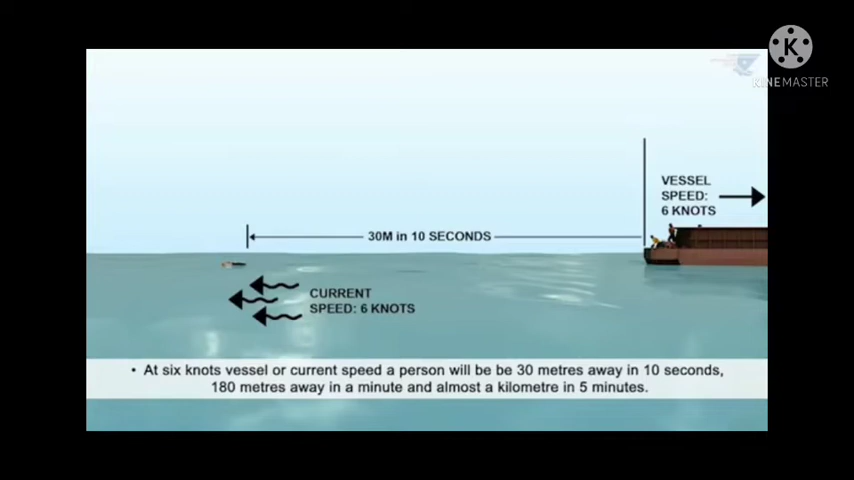 K
KINEMASTER
VESSEL
SPEED:
6 KNOTS
30M in 10 SECONDS
CURRENT
SPEED: 6 KNOTS
• At six knots vessel or current speed a person will be be 30 metres away in 10 seconds,
180 metres away in a minute and almost a kilometre in 5 minutes.